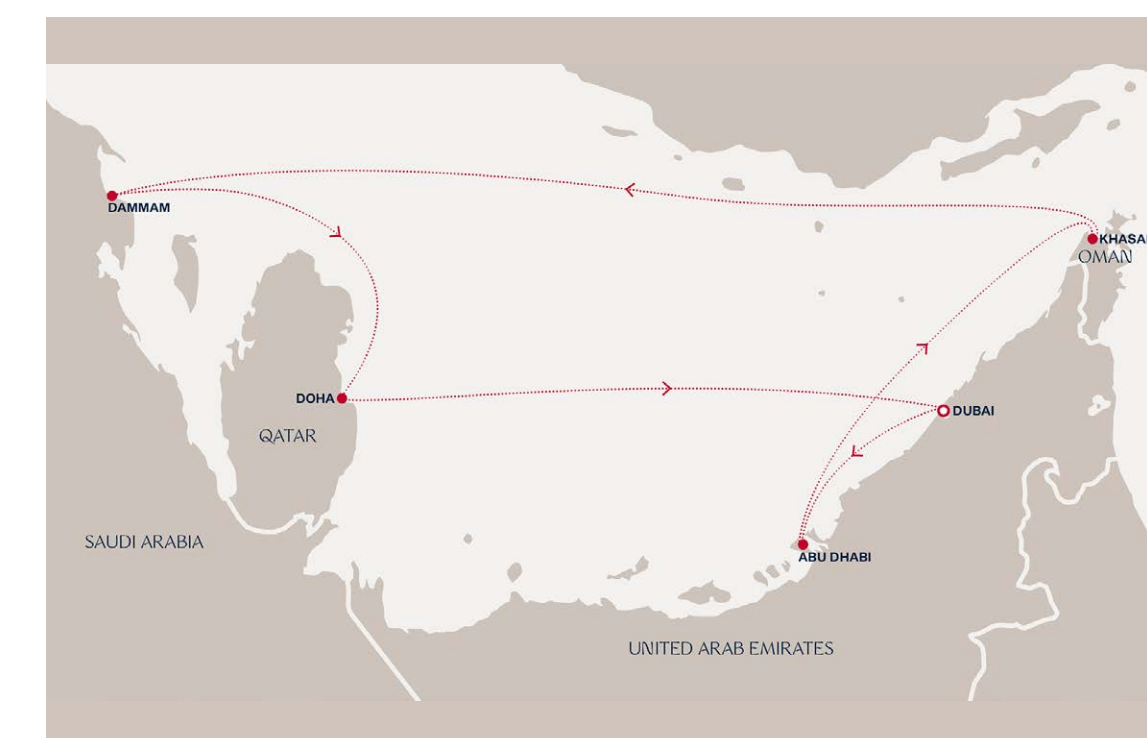 DAMMAM
KHASA
OMAN
DOHA
DUBAI
QATAR
SAUDI ARABIA
ABU DHABI
UNITED ARAB EMIRATES